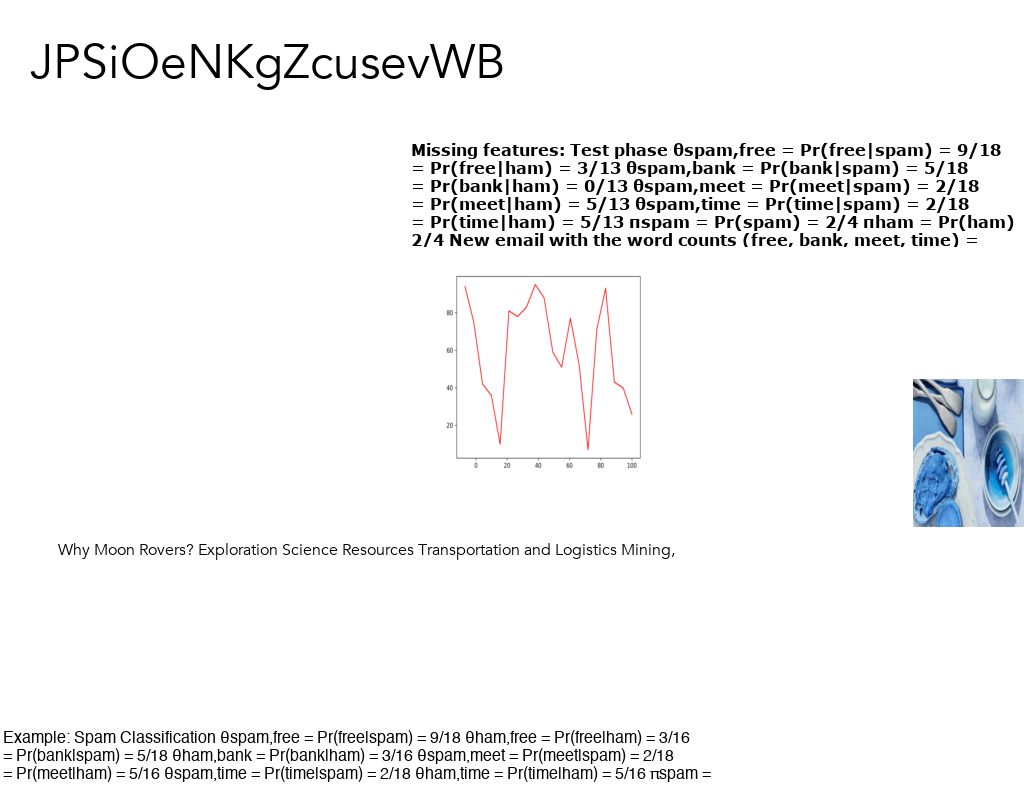 JPSiOeNKgZcusevWB
Missing features: Test phase θspam,free = Pr(free|spam) = 9/18
= Pr(free|ham) = 3/13 θspam,bank = Pr(bank|spam) = 5/18
= Pr(bank|ham) = 0/13 θspam,meet = Pr(meet|spam) = 2/18
= Pr(meet|ham) = 5/13 θspam,time = Pr(time|spam) = 2/18
= Pr(time|ham) = 5/13 πspam = Pr(spam) = 2/4 πham = Pr(ham)
2/4 New email with the word counts (free, bank, meet, time) =
80
60
40
20
0 20 40 60 80 100
Why Moon Rovers? Exploration Science Resources Transportation and Logistics Mining,
Example: Spam Classification θspam,free = Pr(free|spam) = 9/18 θham,free = Pr(free|ham) = 3/16
= Pr(bank|spam) = 5/18 θham,bank = Pr(bank|ham) = 3/16 θspam,meet = Pr(meet|spam) = 2/18
= Pr(meet|ham) = 5/16 θspam,time = Pr(time|spam) = 2/18 θham,time = Pr(time|ham) = 5/16 πspam =